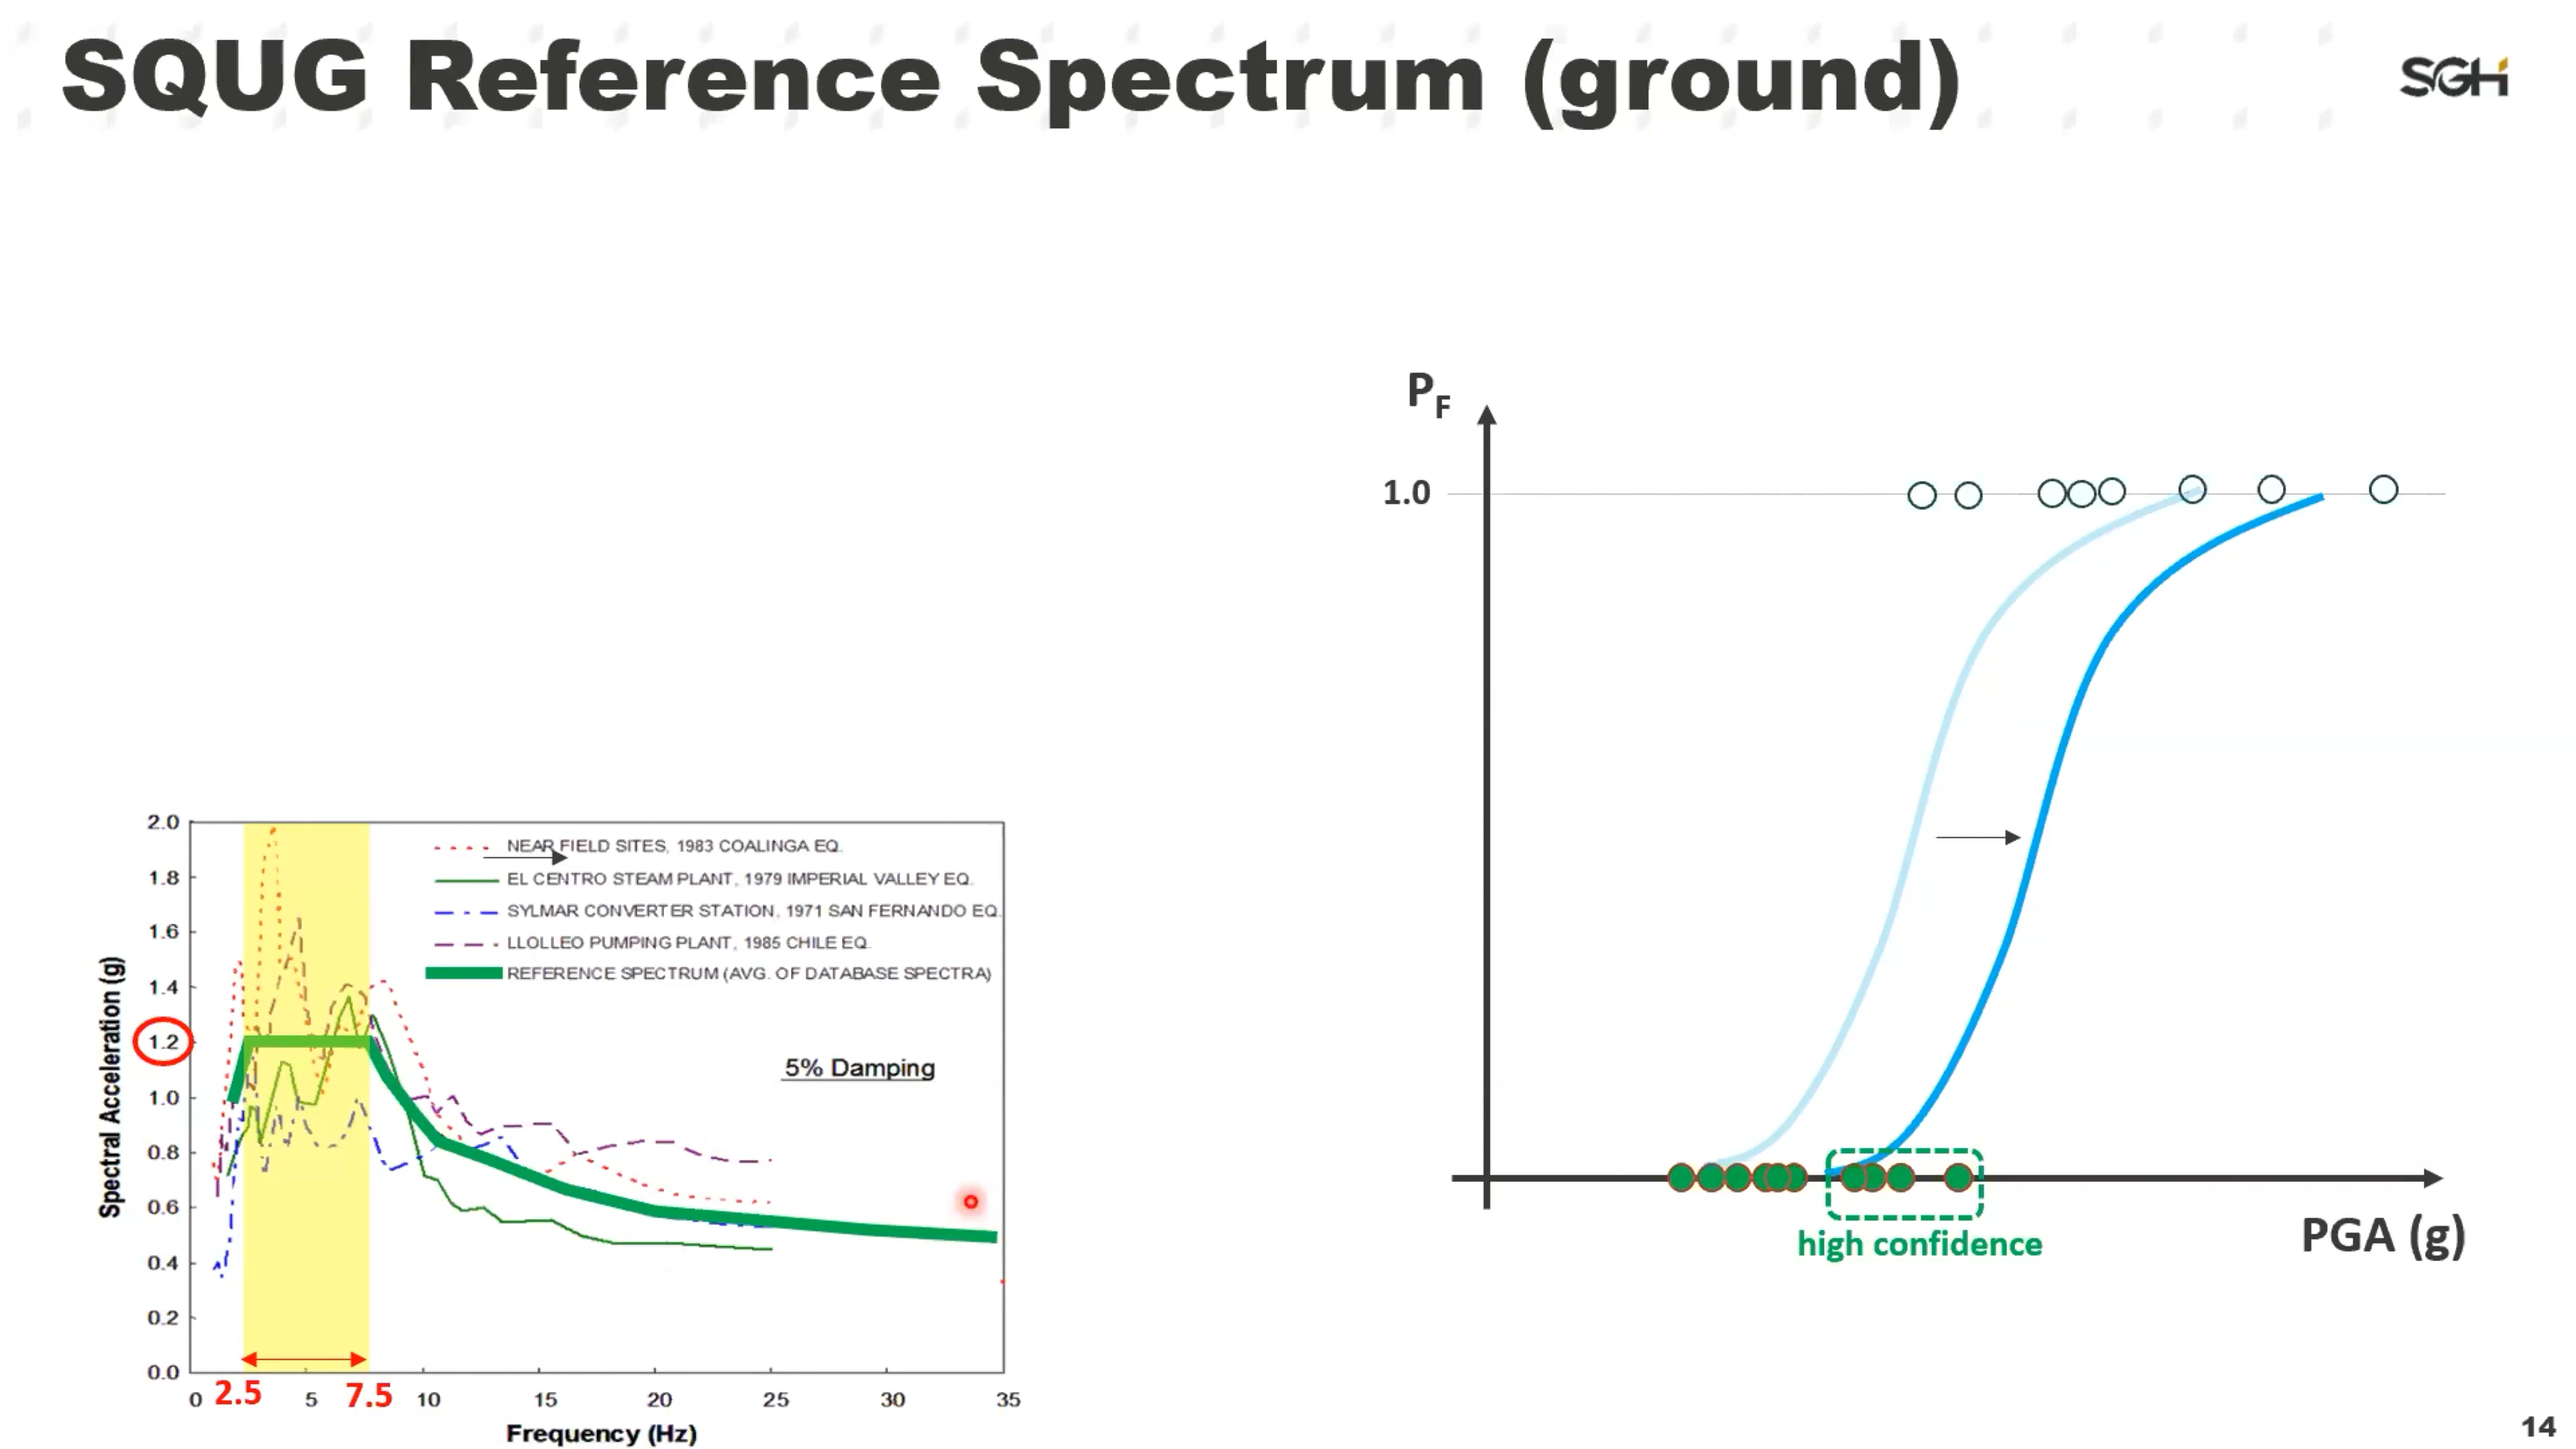 SQUG Reference Spectrum (ground)
SGH
2.0
1.8
1.6
1.4
1.2
1.0
0.8
0.6
0.4
0.2
0.0
Spectral Acceleration (g)
NEAR FIELD SITES, 1983 COALINGA EQ.
EL CENTRO STEAM PLANT, 1979 IMPERIAL VALLEY EQ.
SYLMAR CONVERTER STATION, 1971 SAN FERNANDO EQ.
LLOLLEO PUMPING PLANT, 1985 CHILE EQ.
REFERENCE SPECTRUM (AVG. OF DATABASE SPECTRA)
5% Damping
0 2.5 5 7.5 10 15 20 25 30 35
Frequency (Hz)
PF
1.0
high confidence
PGA (g)
14